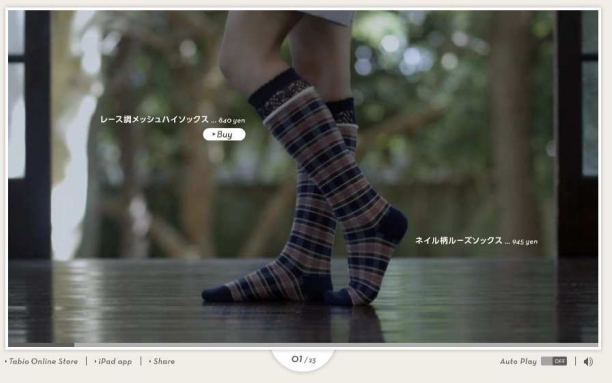 レース調メッシュハイソックス ... 840 yen
Buy
ネイル柄ルーズソックス ... 945 yen
Tabio Online Store | iPad app | Share
01 / 23
Auto Play OFF